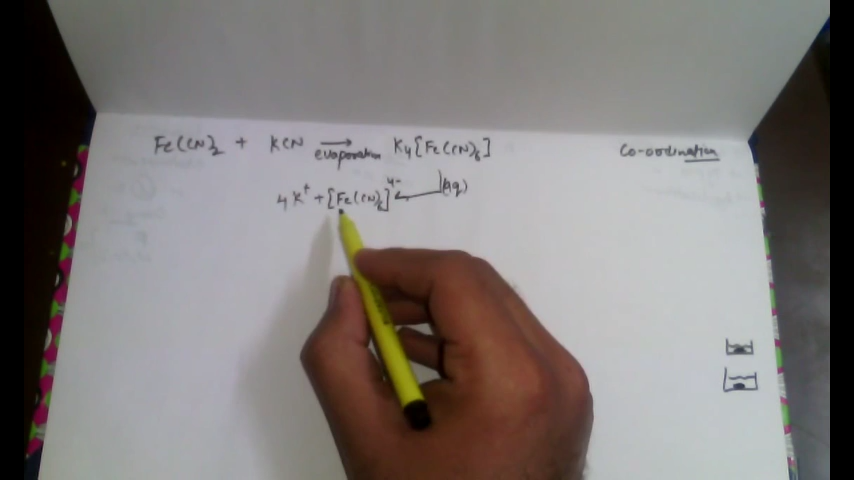 Fe(CN)₂ + KCN ⟶ K₄[Fe(CN)₆] Co-ordination
evaporation
4K⁺ + [Fe(CN)₆]⁴⁻ (aq)